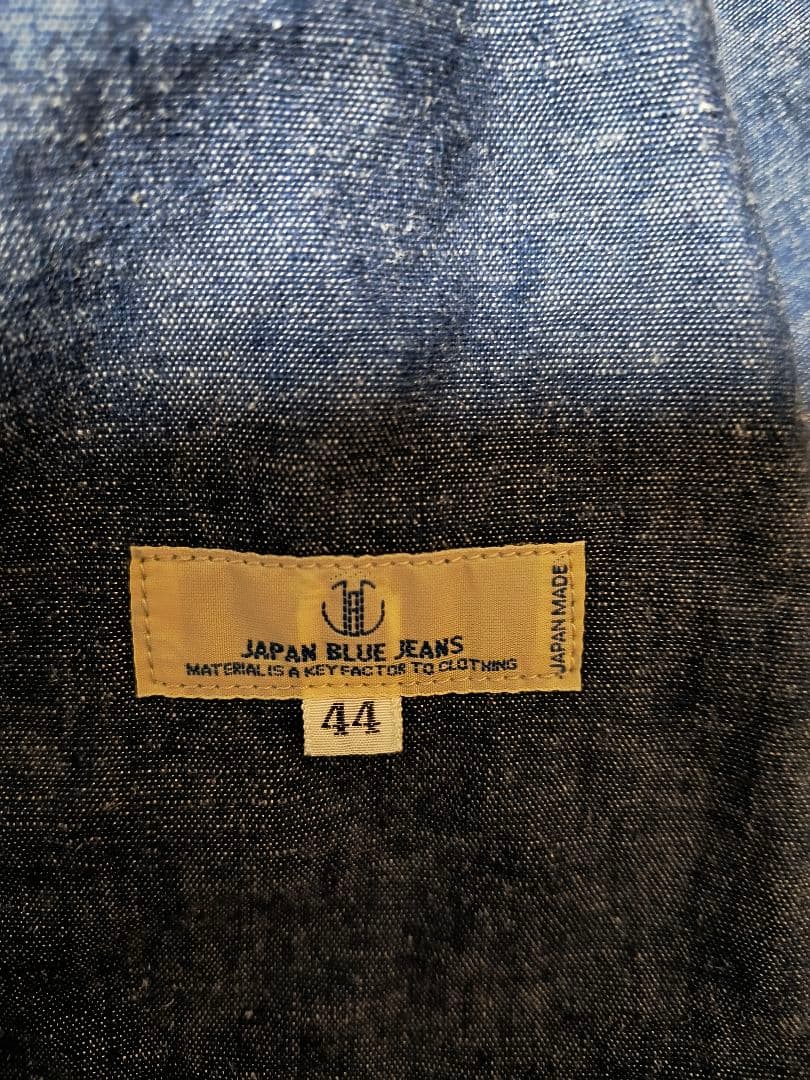 JAPAN BLUE JEANS
MATERIAL IS A KEY FACTOR TO CLOTHING
JAPAN MADE
44